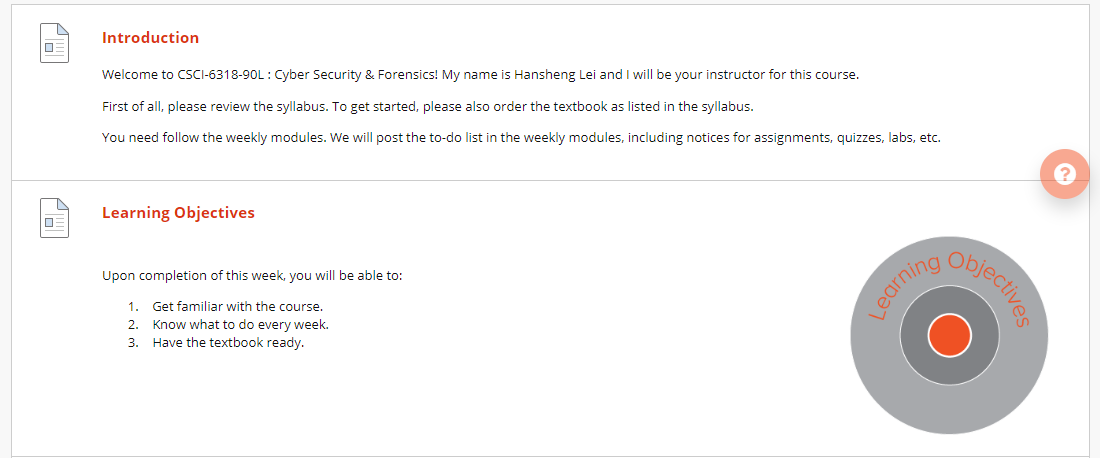 Introduction
Welcome to CSCI-6318-90L : Cyber Security & Forensics! My name is Hansheng Lei and I will be your instructor for this course.
First of all, please review the syllabus. To get started, please also order the textbook as listed in the syllabus.
You need follow the weekly modules. We will post the to-do list in the weekly modules, including notices for assignments, quizzes, labs, etc.
?
Learning Objectives
Learning Objectives
Upon completion of this week, you will be able to:
1. Get familiar with the course.
2. Know what to do every week.
3. Have the textbook ready.